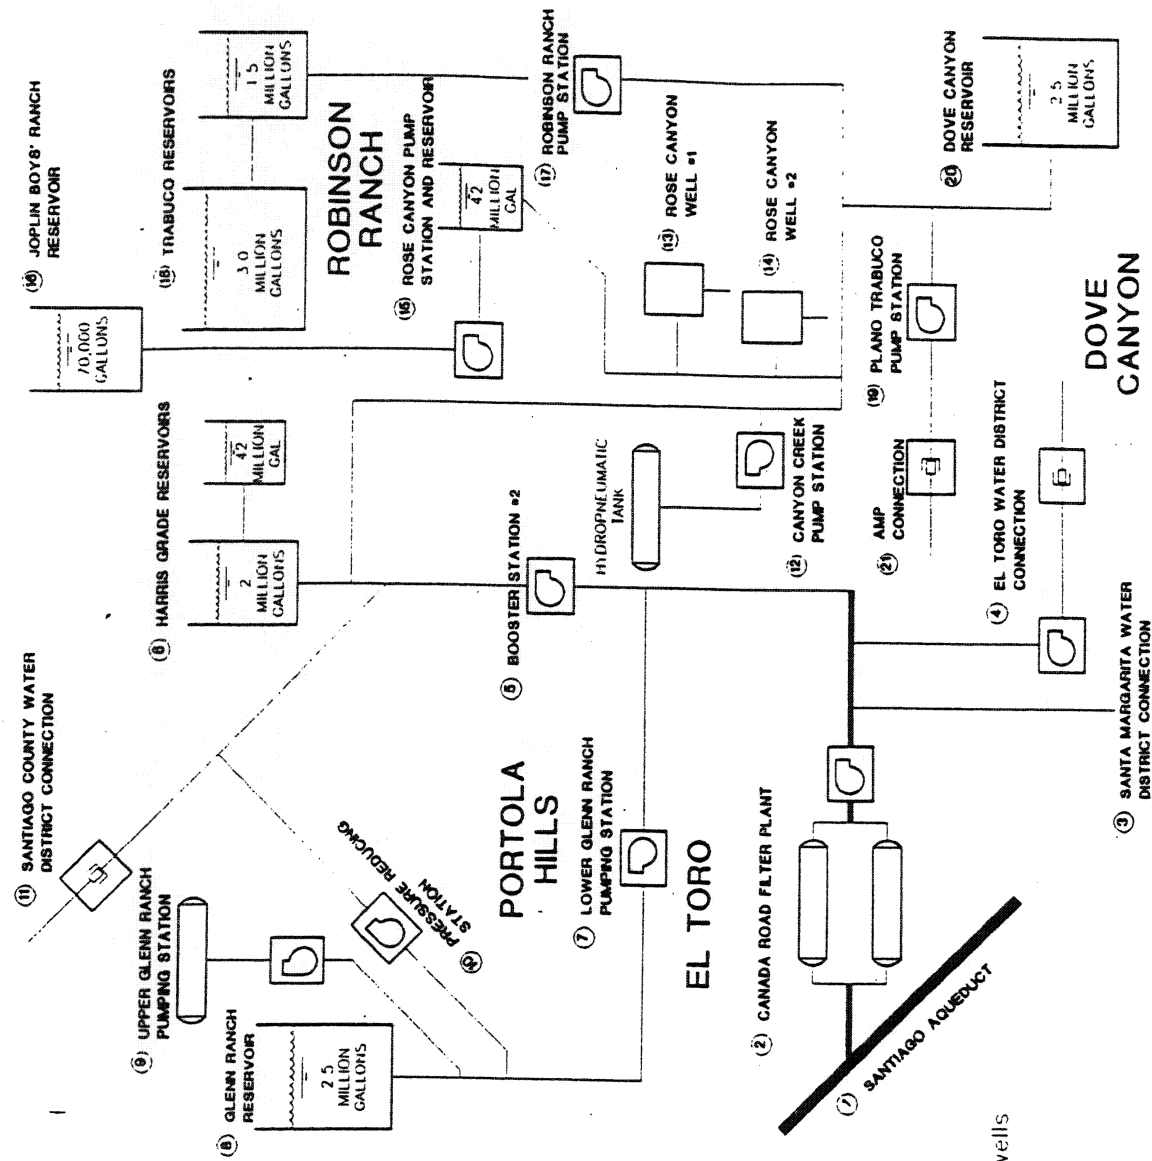 (16) JOPLIN BOYS' RANCH
RESERVOIR
70,000
GALLONS
(16) TRABUCO RESERVOIRS
3 0
MILLION
GALLONS
1 5
MILLION
GALLONS
ROBINSON
RANCH
(15) ROSE CANYON PUMP
STATION AND RESERVOIR
42
MILLION
GAL
(17) ROBINSON RANCH
PUMP STATION
(13) ROSE CANYON
WELL #1
(14) ROSE CANYON
WELL #2
(20) DOVE CANYON
RESERVOIR
2 5
MILLION
GALLONS
DOVE
CANYON
(19) PLANO TRABUCO
PUMP STATION
(21) AMP
CONNECTION
(4) EL TORO WATER DISTRICT
CONNECTION
(12) CANYON CREEK
PUMP STATION
HYDROPNEUMATIC
TANK
(6) HARRIS GRADE RESERVOIRS
2
MILLION
GALLONS
42
MILLION
GAL
(5) BOOSTER STATION #2
(11) SANTIAGO COUNTY WATER
DISTRICT CONNECTION
(9) UPPER GLENN RANCH
PUMPING STATION
(8) GLENN RANCH
RESERVOIR
2 5
MILLION
GALLONS
PRESSURE REDUCING
STATION
PORTOLA
HILLS
(7) LOWER GLENN RANCH
PUMPING STATION
EL TORO
(2) CANADA ROAD FILTER PLANT
(1) SANTIAGO AQUEDUCT
(3) SANTA MARGARITA WATER
DISTRICT CONNECTION
wells